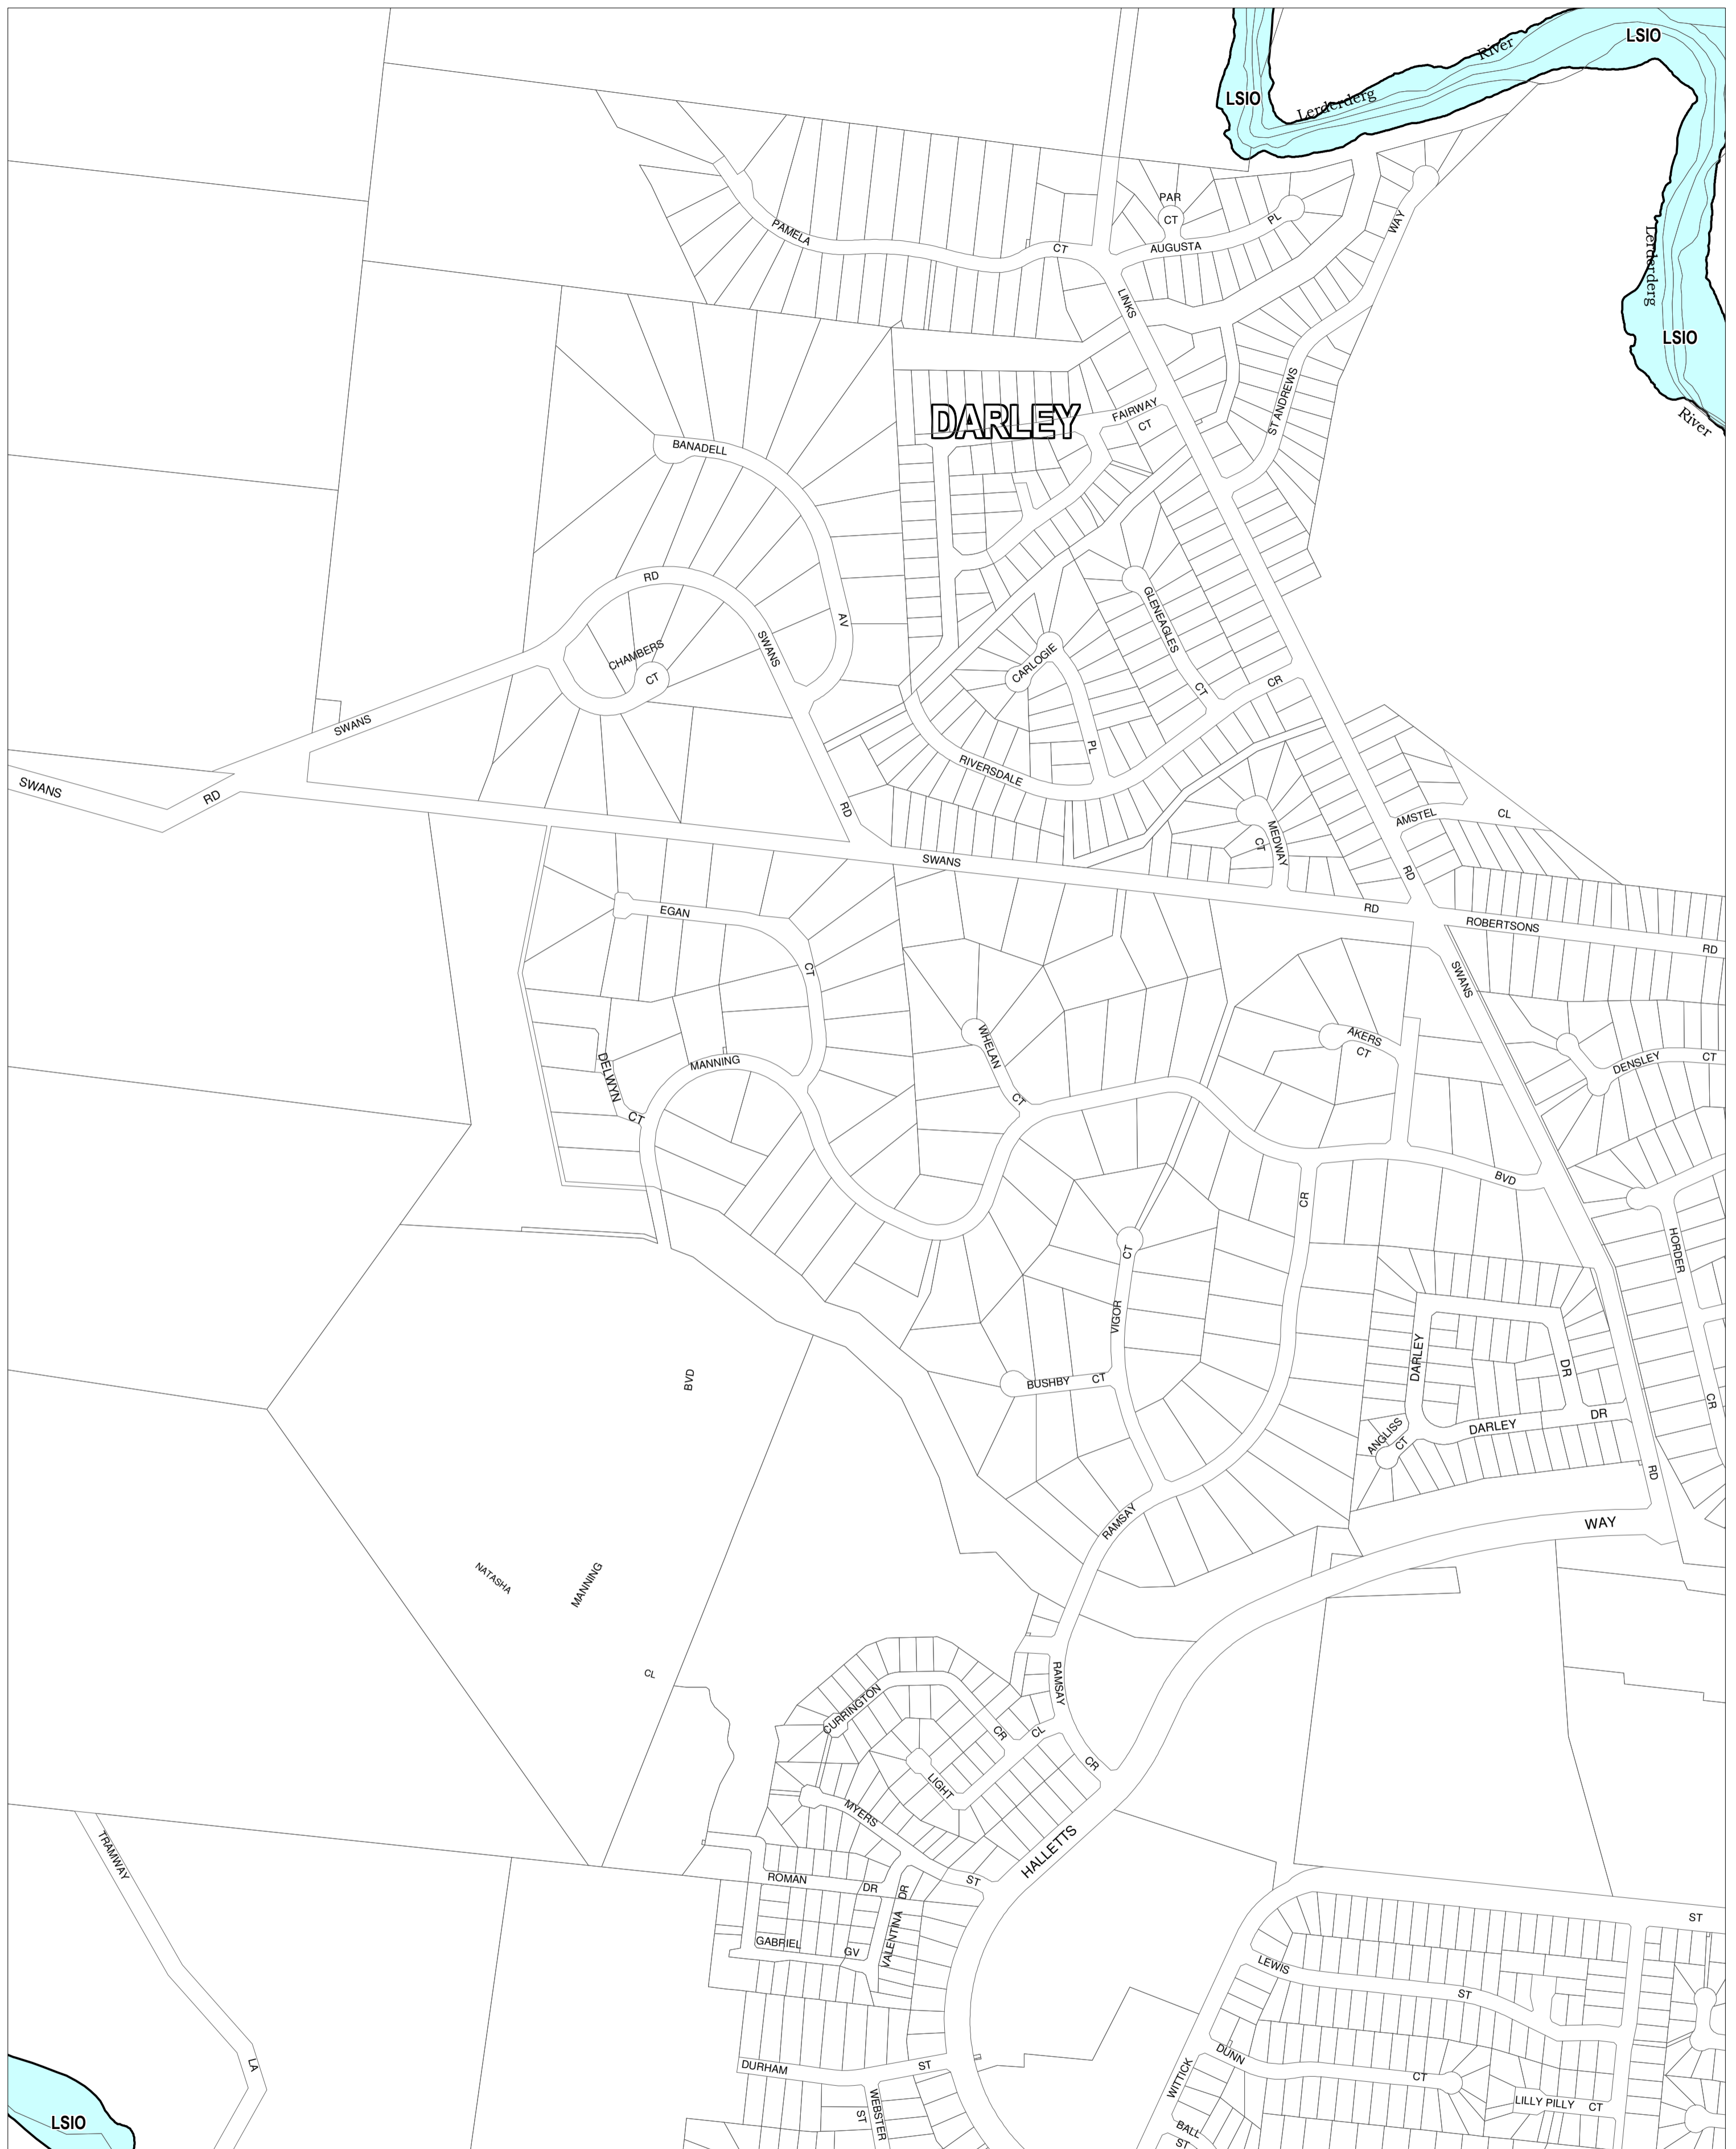 LSIO
River
LSIO
Lerderderg
PAR
CT
PL
AUGUSTA
WAY
PAMELA
CT
Lerderderg
LINKS
LSIO
River
ST ANDREWS
FAIRWAY
CT
DARLEY
BANADELL
RD
AV
GLENEAGLES
CT
SWANS
CHAMBERS
CT
CARLOGIE
PL
CR
SWANS
RIVERSDALE
SWANS
RD
RD
AMSTEL
CL
MEDWAY
CT
SWANS
RD
RD
EGAN
CT
ROBERTSONS
RD
SWANS
WHELAN
CT
AKERS
CT
DENSLEY
CT
MANNING
DELWYN
CT
BVD
CR
HORDER
CT
VIGOR
DARLEY
DR
BVD
BUSHBY
CT
CR
DARLEY
DR
ANGLISS
CT
RD
RAMSAY
WAY
NATASHA
MANNING
CL
RAMSAY
CURRINGTON
CR
CL
CR
LIGHT
MYERS
HALLETTS
TRAMWAY
ROMAN
DR
DR
ST
VALENTINA
GABRIEL
GV
ST
LEWIS
ST
LA
DURHAM
ST
DUNN
CT
WITTICK
WEBSTER
ST
LILLY PILLY
CT
LSIO
BALL
ST